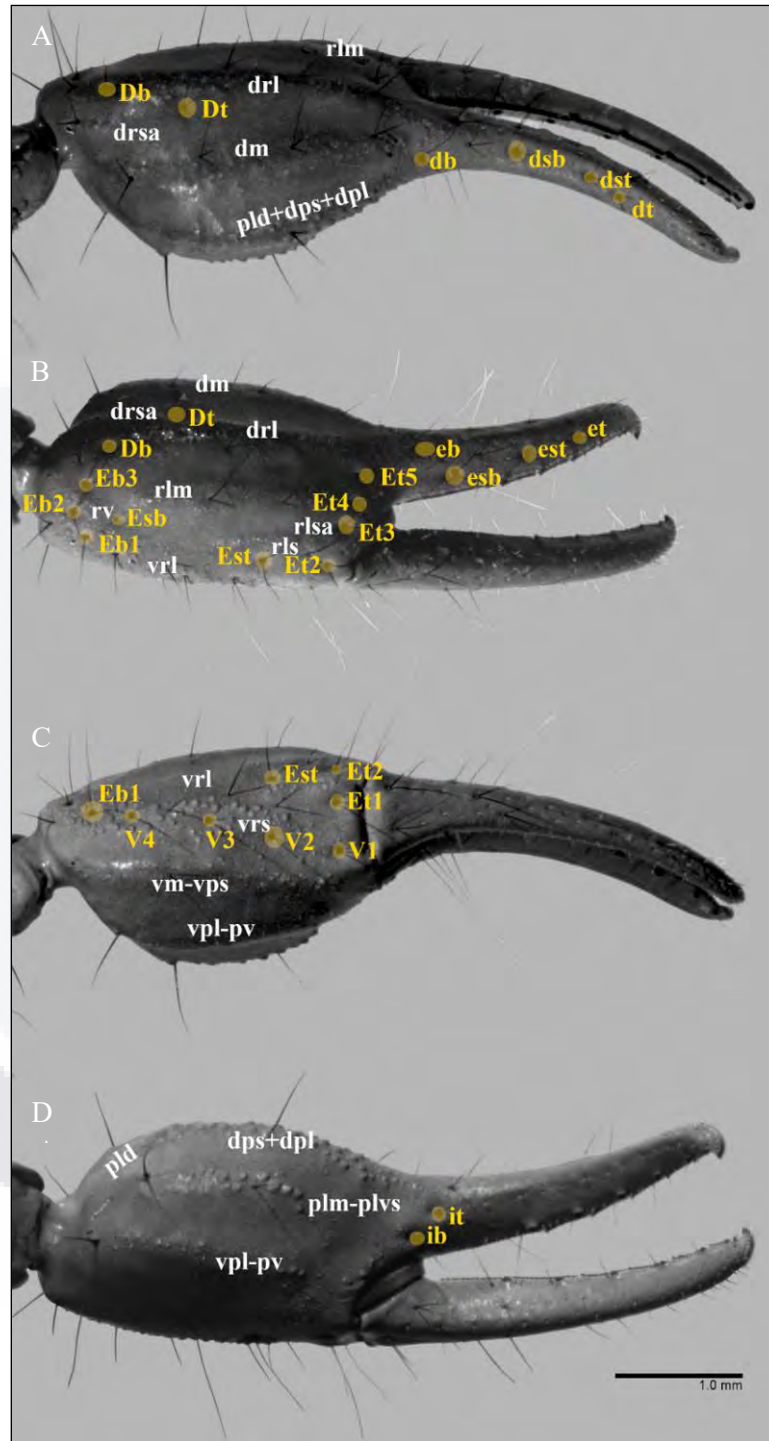 A
rlm
drl
Db
Dt
drsa
dm
db
dsb
dst
dt
pld+dps+dpl
B
dm
drsa
Dt
drl
et
Db
eb
est
Eb3
Et5
esb
rlm
Eb2
Et4
rv
Esb
rlsa
Et3
Eb1
rls
vrl
Est
Et2
C
vrl
Est
Et2
Eb1
Et1
vrs
V4
V3
V2
V1
vm-vps
vpl-pv
D
dps+dpl
pld
plm-plvs
it
ib
vpl-pv
1.0 mm